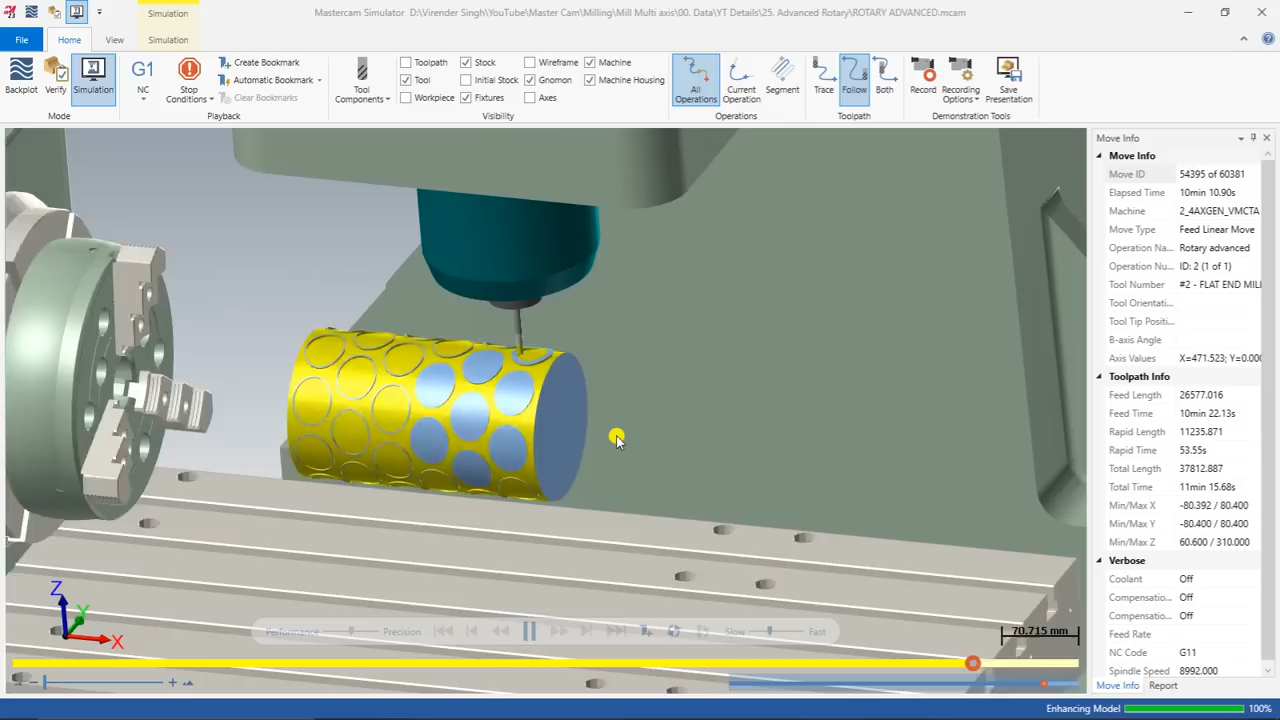 Simulation
Mastercam Simulator D:\Virender Singh\YouTube\Master Cam\Milling\Mill Multi axis\00. Data\YT Details\25. Advanced Rotary\ROTARY ADVANCED.mcam
File
Home
View
Simulation
Backplot
Verify
Simulation
Mode
G1
NC
Stop
Conditions
Create Bookmark
Automatic Bookmark
Clear Bookmarks
Playback
Tool
Components
Toolpath
Stock
Wireframe
Machine
Tool
Initial Stock
Gnomon
Machine Housing
Workpiece
Fixtures
Axes
Visibility
All
Operations
Current
Operation
Segment
Operations
Trace
Follow
Both
Toolpath
Record
Recording
Options
Save
Presentation
Demonstration Tools
Move Info
Move Info
Move ID 54395 of 60381
Elapsed Time 10min 10.90s
Machine 2_4AXGEN_VMCTA
Move Type Feed Linear Move
Operation Na... Rotary advanced
Operation Nu... ID: 2 (1 of 1)
Tool Number #2 - FLAT END MIL
Tool Orientati...
Tool Tip Positi...
B-axis Angle
Axis Values X=471.523; Y=0.00
Toolpath Info
Feed Length 26577.016
Feed Time 10min 22.13s
Rapid Length 11235.871
Rapid Time 53.55s
Total Length 37812.887
Total Time 11min 15.68s
Min/Max X -80.392 / 80.400
Min/Max Y -80.400 / 80.400
Min/Max Z 60.600 / 310.000
Verbose
Coolant Off
Compensatio... Off
Compensatio... Off
Feed Rate
NC Code G11
Spindle Speed 8992.000
Move Info
Report
Z
Y
X
Performance
Precision
Slow
Fast
70.715 mm
Enhancing Model
100%